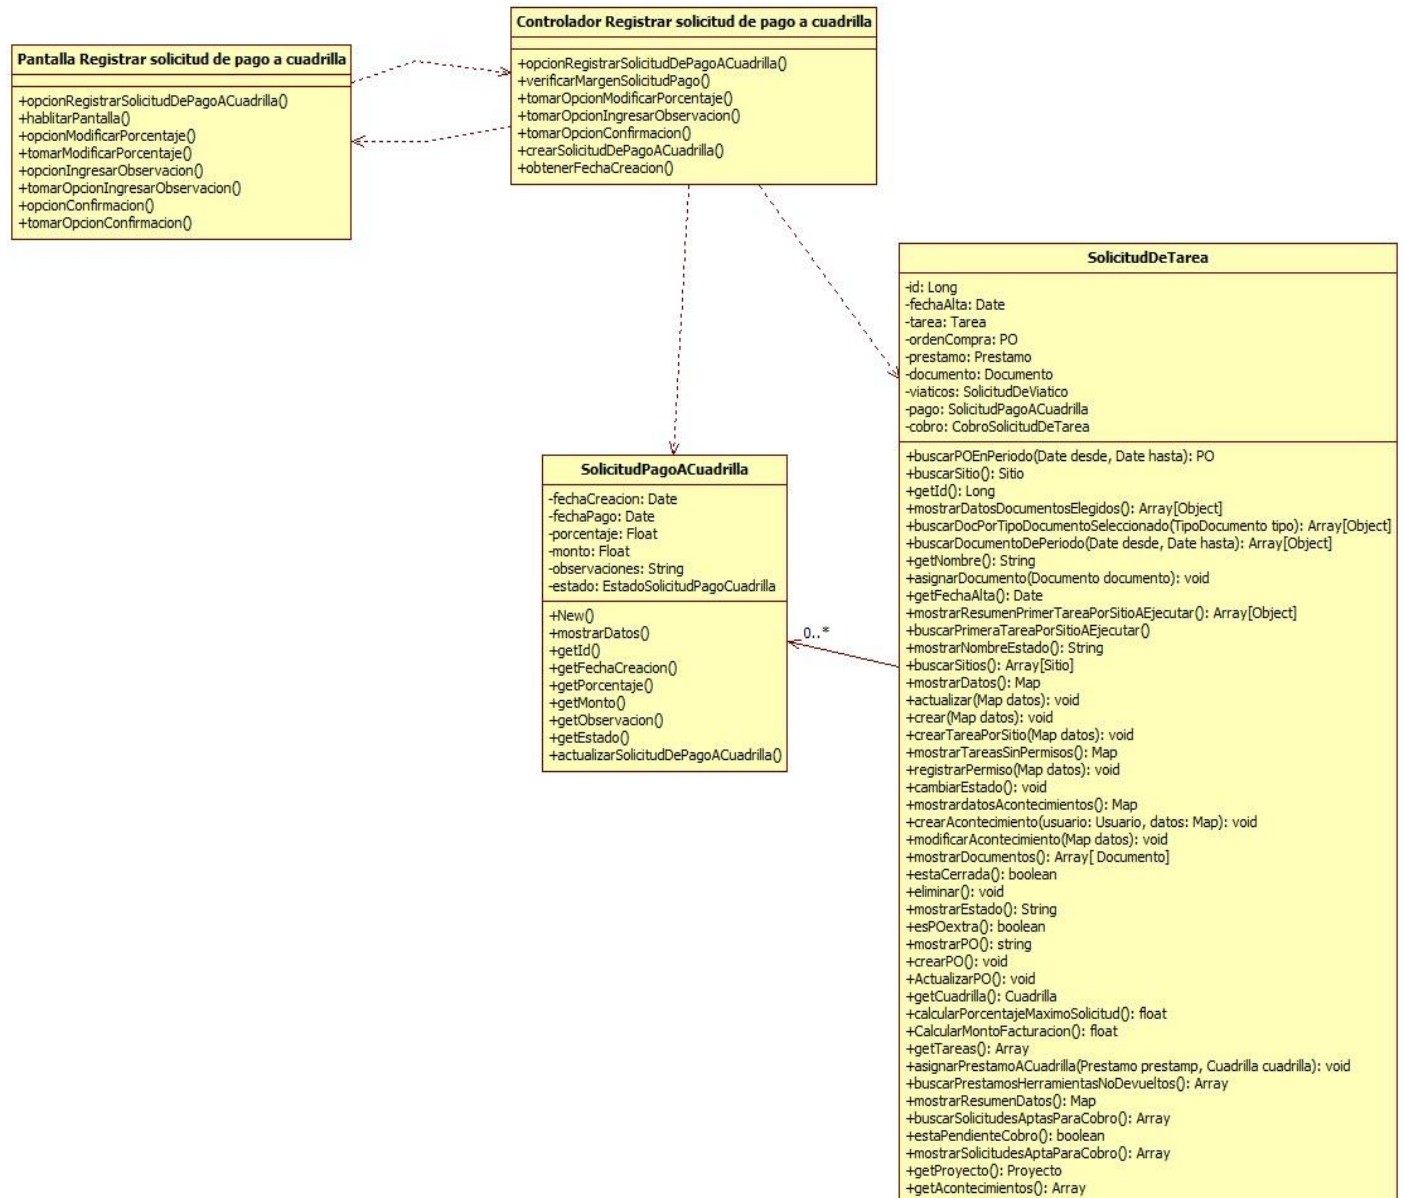 Pantalla Registrar solicitud de pago a cuadrilla
+opcionRegistrarSolicitudDePagoACuadrilla()
+hablitarPantalla()
+opcionModificarPorcentaje()
+tomarModificarPorcentaje()
+opcionIngresarObservacion()
+tomarOpcionIngresarObservacion()
+opcionConfirmacion()
+tomarOpcionConfirmacion()
Controlador Registrar solicitud de pago a cuadrilla
+opcionRegistrarSolicitudDePagoACuadrilla()
+verificarMargenSolicitudPago()
+tomarOpcionModificarPorcentaje()
+tomarOpcionIngresarObservacion()
+tomarOpcionConfirmacion()
+crearSolicitudDePagoACuadrilla()
+obtenerFechaCreacion()
SolicitudPagoACuadrilla
-fechaCreacion: Date
-fechaPago: Date
-porcentaje: Float
-monto: Float
-observaciones: String
-estado: EstadoSolicitudPagoCuadrilla
+New()
+mostrarDatos()
+getId()
+getFechaCreacion()
+getPorcentaje()
+getMonto()
+getObservacion()
+getEstado()
+actualizarSolicitudDePagoACuadrilla()
0..*
SolicitudDeTarea
-id: Long
-fechaAlta: Date
-tarea: Tarea
-ordenCompra: PO
-prestamo: Prestamo
-documento: Documento
-viaticos: SolicitudDeViatico
-pago: SolicitudPagoACuadrilla
-cobro: CobroSolicitudDeTarea
+buscarPOEnPeriodo(Date desde, Date hasta): PO
+buscarSitio(): Sitio
+getId(): Long
+mostrarDatosDocumentosElegidos(): Array[Object]
+buscarDocPorTipoDocumentoSeleccionado(TipoDocumento tipo): Array[Object]
+buscarDocumentoDePeriodo(Date desde, Date hasta): Array[Object]
+getNombre(): String
+asignarDocumento(Documento documento): void
+getFechaAlta(): Date
+mostrarResumenPrimerTareaPorSitioAEjecutar(): Array[Object]
+buscarPrimeraTareaPorSitioAEjecutar()
+mostrarNombreEstado(): String
+buscarSitios(): Array[Sitio]
+mostrarDatos(): Map
+actualizar(Map datos): void
+crear(Map datos): void
+crearTareaPorSitio(Map datos): void
+mostrarTareasSinPermisos(): Map
+registrarPermiso(Map datos): void
+cambiarEstado(): void
+mostrardatosAcontecimientos(): Map
+crearAcontecimiento(usuario: Usuario, datos: Map): void
+modificarAcontecimiento(Map datos): void
+mostrarDocumentos(): Array[ Documento]
+estaCerrada(): boolean
+eliminar(): void
+mostrarEstado(): String
+esPOextra(): boolean
+mostrarPO(): string
+crearPO(): void
+ActualizarPO(): void
+getCuadrilla(): Cuadrilla
+calcularPorcentajeMaximoSolicitud(): float
+CalcularMontoFacturacion(): float
+getTareas(): Array
+asignarPrestamoACuadrilla(Prestamo prestamp, Cuadrilla cuadrilla): void
+buscarPrestamosHerramientasNoDevueltos(): Array
+mostrarResumenDatos(): Map
+buscarSolicitudesAptasParaCobro(): Array
+estaPendienteCobro(): boolean
+mostrarSolicitudesAptaParaCobro(): Array
+getProyecto(): Proyecto
+getAcontecimientos(): Array